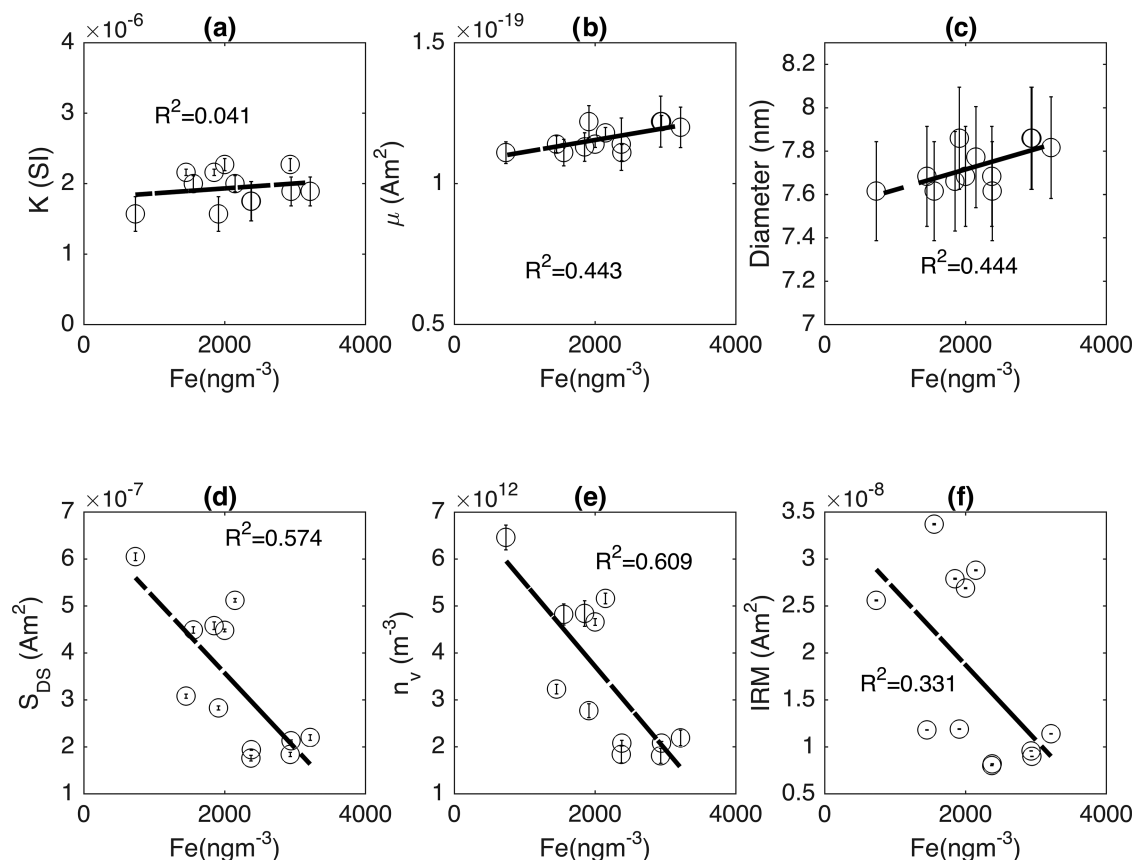 (a)
×10⁻⁶
4
3
2
1
0
K (SI)
R²=0.041
0 2000 4000
Fe(ngm⁻³)
(b)
×10⁻¹⁹
1.5
1
0.5
μ (Am²)
R²=0.443
0 2000 4000
Fe(ngm⁻³)
(c)
8.2
8
7.8
7.6
7.4
7.2
7
Diameter (nm)
R²=0.444
0 2000 4000
Fe(ngm⁻³)
(d)
×10⁻⁷
7
6
5
4
3
2
1
S_DS (Am²)
R²=0.574
0 2000 4000
Fe(ngm⁻³)
(e)
×10¹²
7
6
5
4
3
2
1
n_v (m⁻³)
R²=0.609
0 2000 4000
Fe(ngm⁻³)
(f)
×10⁻⁸
3.5
3
2.5
2
1.5
1
0.5
IRM (Am²)
R²=0.331
0 2000 4000
Fe(ngm⁻³)